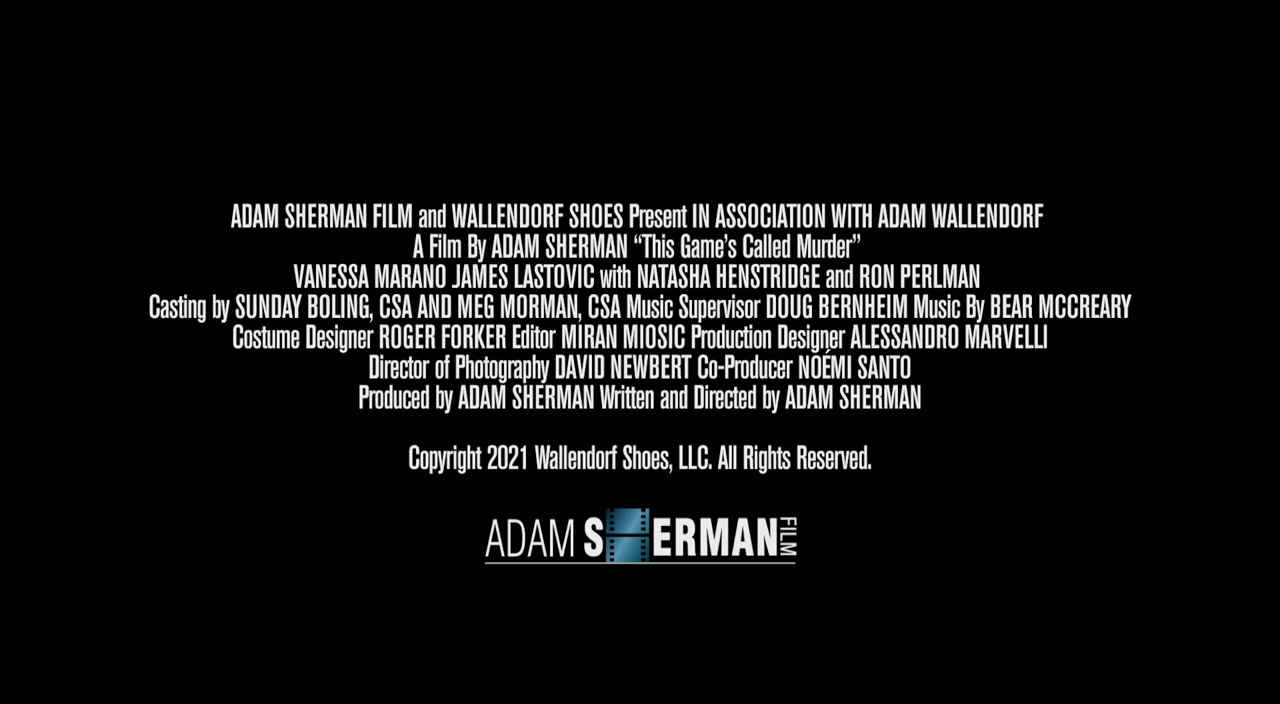 ADAM SHERMAN FILM and WALLENDORF SHOES Present IN ASSOCIATION WITH ADAM WALLENDORF
A Film By ADAM SHERMAN “This Game’s Called Murder”
VANESSA MARANO JAMES LASTOVIC with NATASHA HENSTRIDGE and RON PERLMAN
Casting by SUNDAY BOLING, CSA AND MEG MORMAN, CSA Music Supervisor DOUG BERNHEIM Music By BEAR MCCREARY
Costume Designer ROGER FORKER Editor MIRAN MIOSIC Production Designer ALESSANDRO MARVELLI
Director of Photography DAVID NEWBERT Co-Producer NOÉMI SANTO
Produced by ADAM SHERMAN Written and Directed by ADAM SHERMAN
Copyright 2021 Wallendorf Shoes, LLC. All Rights Reserved.
ADAM SHERMAN FILM